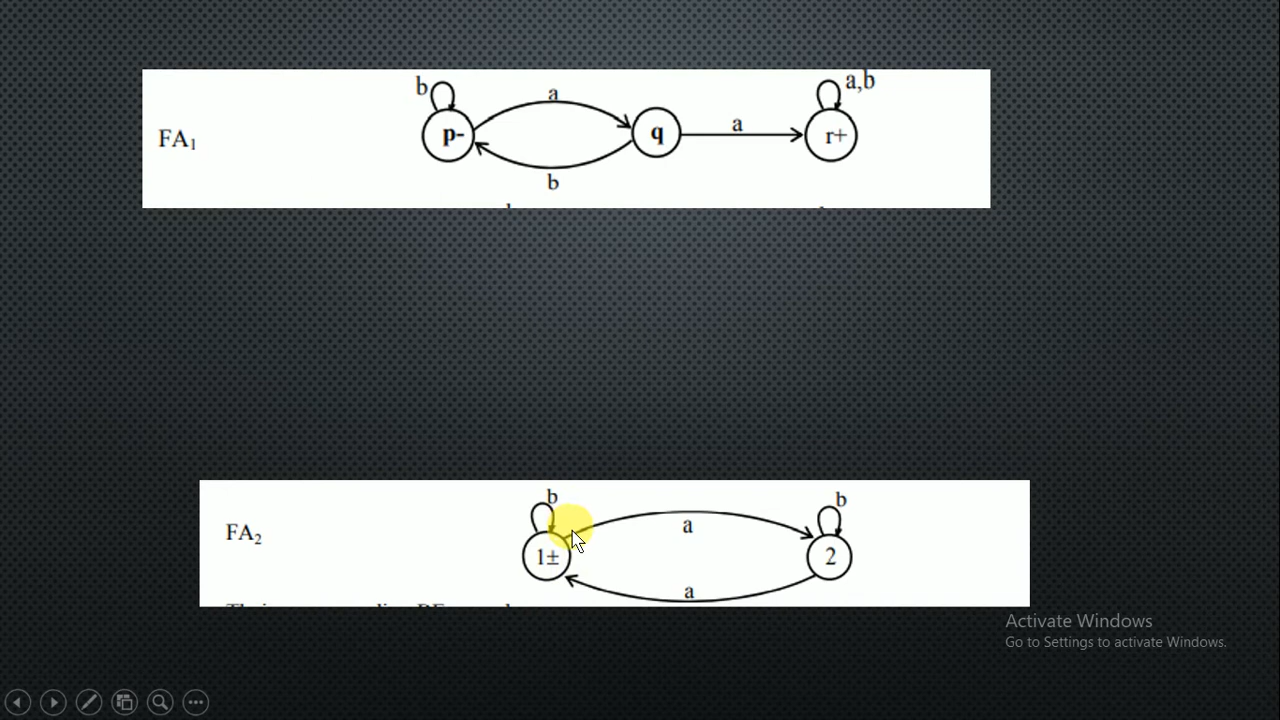 b
a
a,b
FA₁
p-
q
a
r+
b
b
b
FA₂
a
1±
2
a
Activate Windows
Go to Settings to activate Windows.